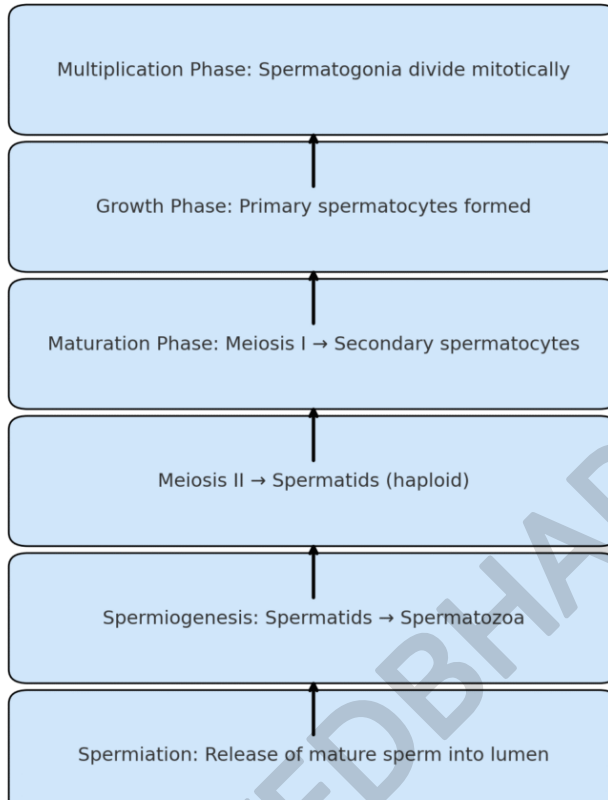 Multiplication Phase: Spermatogonia divide mitotically
Growth Phase: Primary spermatocytes formed
Maturation Phase: Meiosis I → Secondary spermatocytes
Meiosis II → Spermatids (haploid)
Spermiogenesis: Spermatids → Spermatozoa
Spermiation: Release of mature sperm into lumen